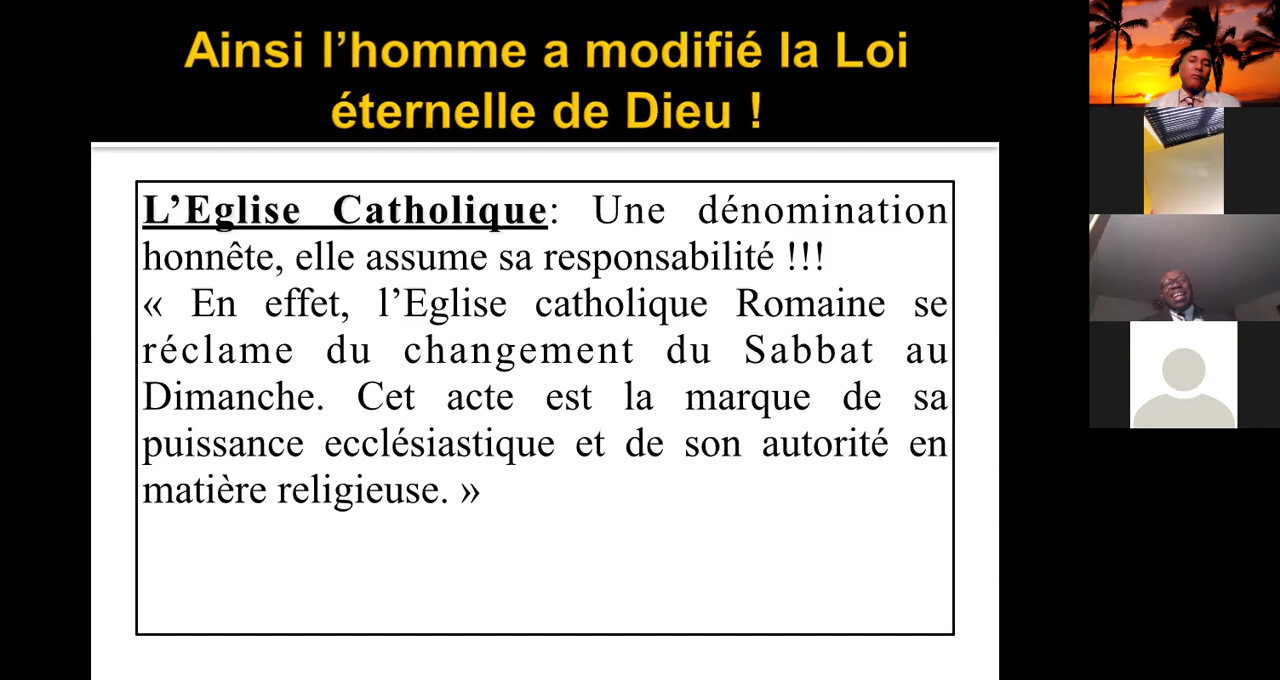 Ainsi l’homme a modifié la Loi
éternelle de Dieu !
L’Eglise Catholique: Une dénomination
honnête, elle assume sa responsabilité !!!
« En effet, l’Eglise catholique Romaine se
réclame du changement du Sabbat au
Dimanche. Cet acte est la marque de sa
puissance ecclésiastique et de son autorité en
matière religieuse. »